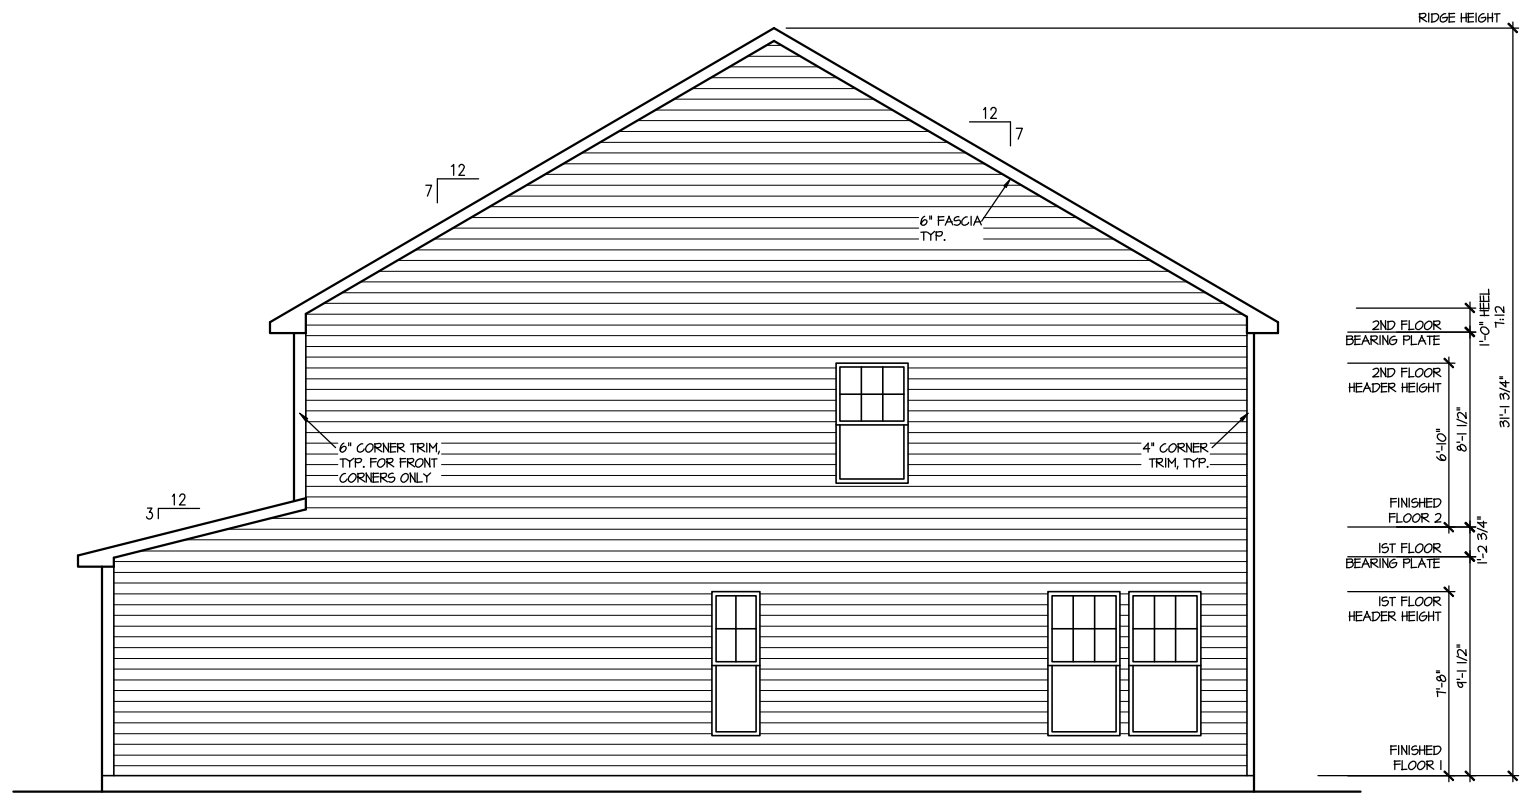 RIDGE HEIGHT
12
7
12
7
6" FASCIA
TYP.
1'-0" HEEL
7:12
2ND FLOOR
BEARING PLATE
2ND FLOOR
HEADER HEIGHT
31'-1 3/4"
6'-10"
8'-1 1/2"
6" CORNER TRIM,
TYP. FOR FRONT
CORNERS ONLY
4" CORNER
TRIM, TYP.
12
3
FINISHED
FLOOR 2
1'-2 3/4"
1ST FLOOR
BEARING PLATE
1ST FLOOR
HEADER HEIGHT
7'-8"
9'-1 1/2"
FINISHED
FLOOR 1